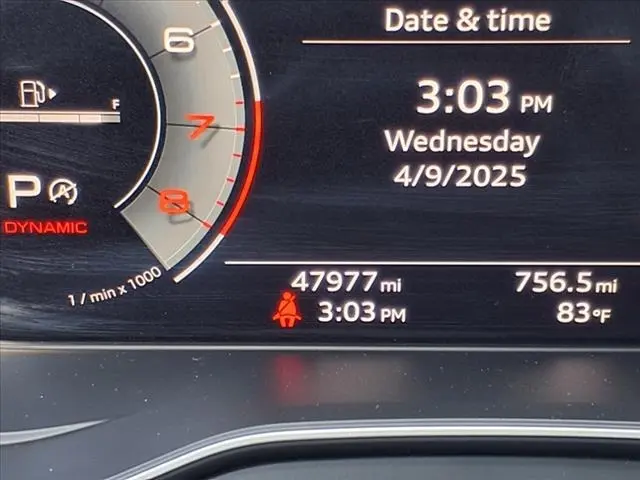 Date & time
3:03 PM
Wednesday
4/9/2025
6
7
8
F
P A
DYNAMIC
1 / min x 1000
47977 mi
756.5 mi
3:03 PM
83°F